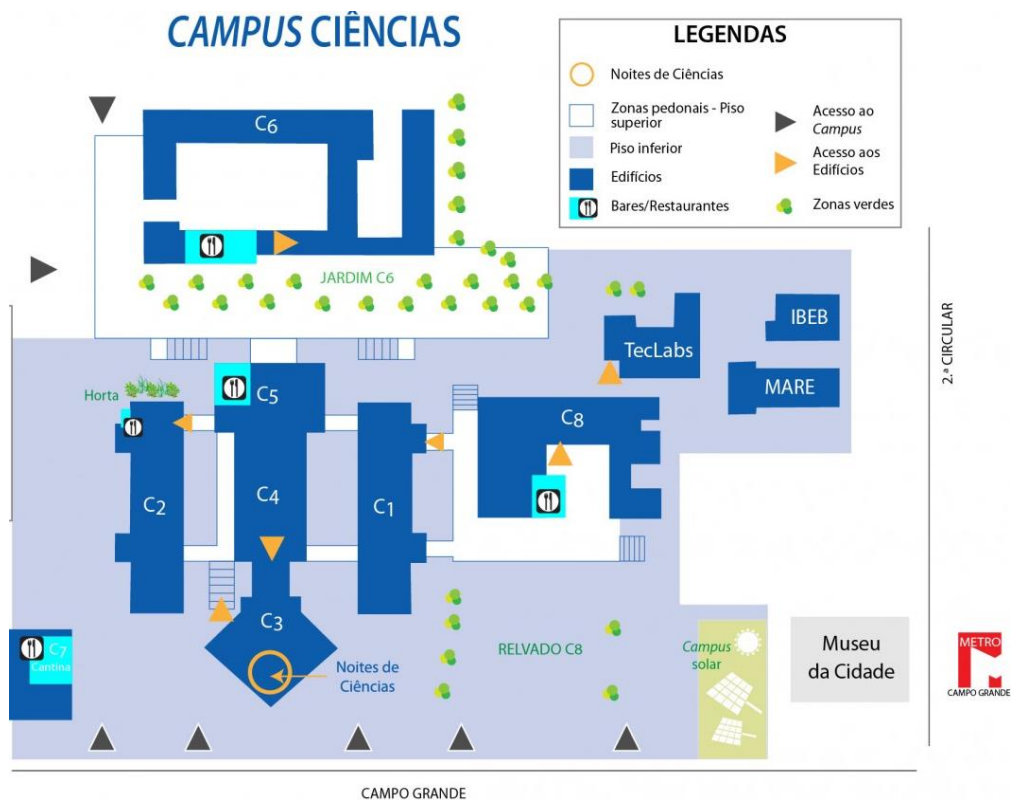 CAMPUS CIÊNCIAS
LEGENDAS
Noites de Ciências
Zonas pedonais - Piso
superior
Piso inferior
Edifícios
Bares/Restaurantes
Acesso ao
Campus
Acesso aos
Edifícios
Zonas verdes
C6
JARDIM C6
TecLabs
IBEB
MARE
2.ª CIRCULAR
Horta
C5
C8
C2
C4
C1
C3
Noites de
Ciências
RELVADO C8
C7
Cantina
Campus
solar
Museu
da Cidade
METRO
CAMPO GRANDE
CAMPO GRANDE